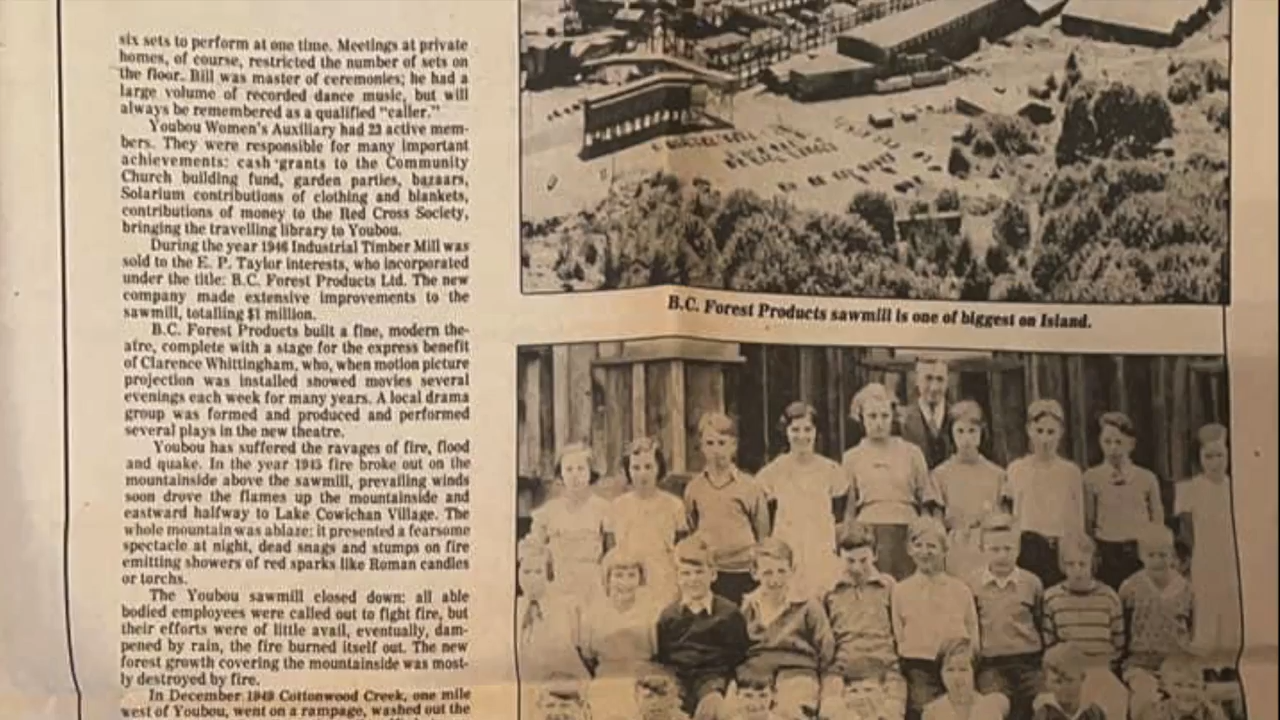 six sets to perform at one time. Meetings at private
homes, of course, restricted the number of sets on
the floor. Bill was master of ceremonies; he had a
large volume of recorded dance music, but will
always be remembered as a qualified "caller."
Youbou Women's Auxiliary had 23 active mem-
bers. They were responsible for many important
achievements: cash grants to the Community
Church building fund, garden parties, bazaars,
Solarium contributions of clothing and blankets,
contributions of money to the Red Cross Society,
bringing the travelling library to Youbou.
During the year 1946 Industrial Timber Mill was
sold to the E. P. Taylor interests, who incorporated
under the title: B.C. Forest Products Ltd. The new
company made extensive improvements to the
sawmill, totalling $1 million.
B.C. Forest Products built a fine, modern the-
atre, complete with a stage for the express benefit
of Clarence Whittingham, who, when motion picture
projection was installed showed movies several
evenings each week for many years. A local drama
group was formed and produced and performed
several plays in the new theatre.
Youbou has suffered the ravages of fire, flood
and quake. In the year 1945 fire broke out on the
mountainside above the sawmill, prevailing winds
soon drove the flames up the mountainside and
eastward halfway to Lake Cowichan Village. The
whole mountain was ablaze: it presented a fearsome
spectacle at night, dead snags and stumps on fire
emitting showers of red sparks like Roman candles
or torchs.
The Youbou sawmill closed down: all able
bodied employees were called out to fight fire, but
their efforts were of little avail, eventually, dam-
pened by rain, the fire burned itself out. The new
forest growth covering the mountainside was most-
ly destroyed by fire.
In December 1949 Cottonwood Creek, one mile
west of Youbou, went on a rampage, washed out the
B.C. Forest Products sawmill is one of biggest on Island.